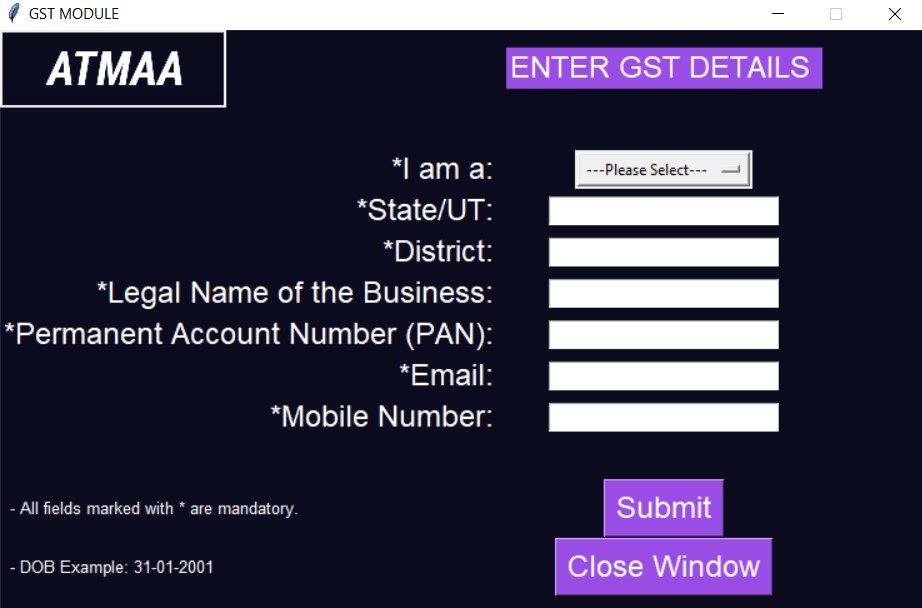 GST MODULE
ATMAA
ENTER GST DETAILS
*I am a:
---Please Select---
*State/UT:
*District:
*Legal Name of the Business:
*Permanent Account Number (PAN):
*Email:
*Mobile Number:
- All fields marked with * are mandatory.
Submit
- DOB Example: 31-01-2001
Close Window